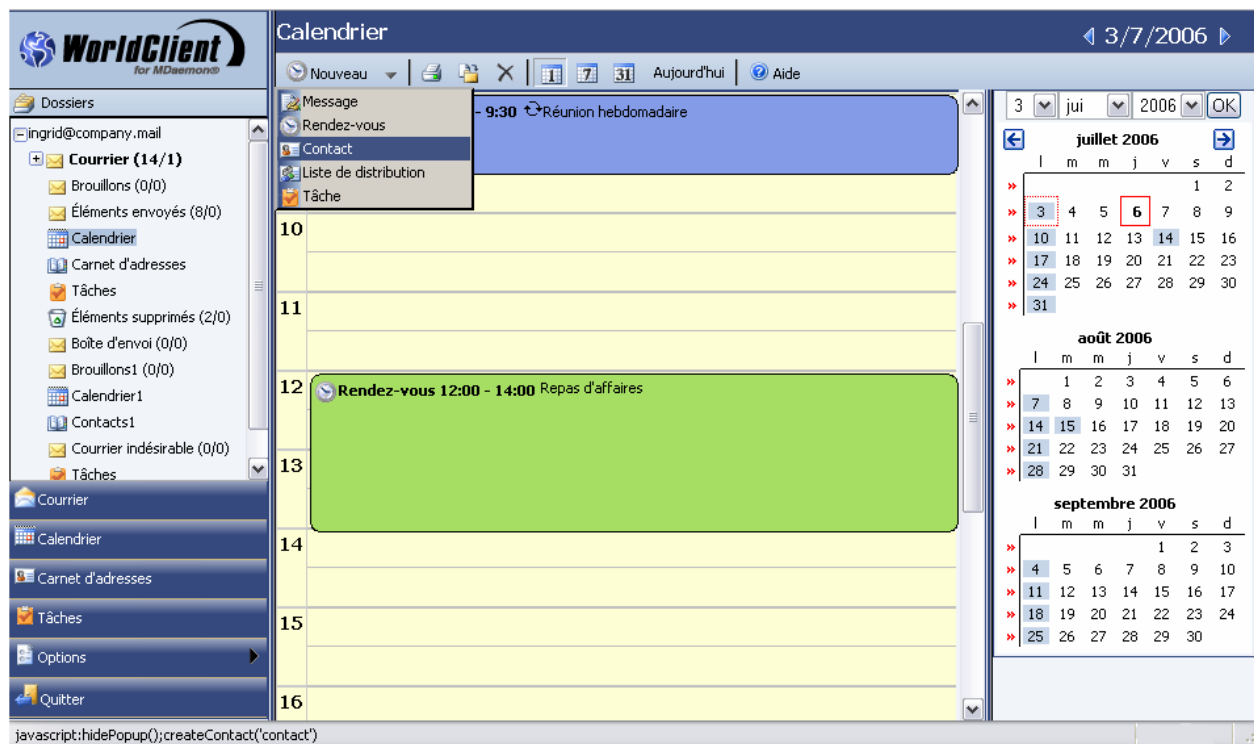 WorldClient
for MDaemon®
Calendrier
3/7/2006
Nouveau
1
7
31
Aujourd'hui
Aide
Dossiers
ingrid@company.mail
Courrier (14/1)
Brouillons (0/0)
Éléments envoyés (8/0)
Calendrier
Carnet d'adresses
Tâches
Éléments supprimés (2/0)
Boîte d'envoi (0/0)
Brouillons1 (0/0)
Calendrier1
Contacts1
Courrier indésirable (0/0)
Tâches
Courrier
Calendrier
Carnet d'adresses
Tâches
Options
Quitter
Message
Rendez-vous
Contact
Liste de distribution
Tâche
- 9:30 Réunion hebdomadaire
10
11
12
Rendez-vous 12:00 - 14:00 Repas d'affaires
13
14
15
16
3 jui 2006 OK
juillet 2006
l m m j v s d
» 1 2
» 3 4 5 6 7 8 9
» 10 11 12 13 14 15 16
» 17 18 19 20 21 22 23
» 24 25 26 27 28 29 30
» 31
août 2006
l m m j v s d
» 1 2 3 4 5 6
» 7 8 9 10 11 12 13
» 14 15 16 17 18 19 20
» 21 22 23 24 25 26 27
» 28 29 30 31
septembre 2006
l m m j v s d
» 1 2 3
» 4 5 6 7 8 9 10
» 11 12 13 14 15 16 17
» 18 19 20 21 22 23 24
» 25 26 27 28 29 30
javascript:hidePopup();createContact('contact')